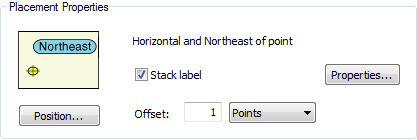 Placement Properties
Northeast
Horizontal and Northeast of point
Stack label
Properties...
Position...
Offset: 1 Points